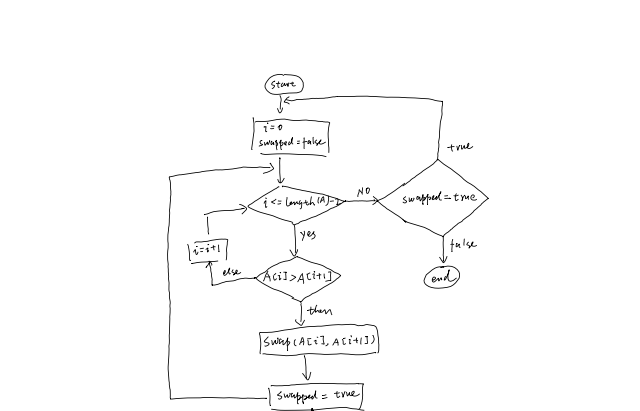 start
i=0
swapped=false
i<=length(A)-2
NO
true
swapped=true
false
end
yes
i=i+1
else
A[i]>A[i+1]
then
swap(A[i],A[i+1])
swapped= true